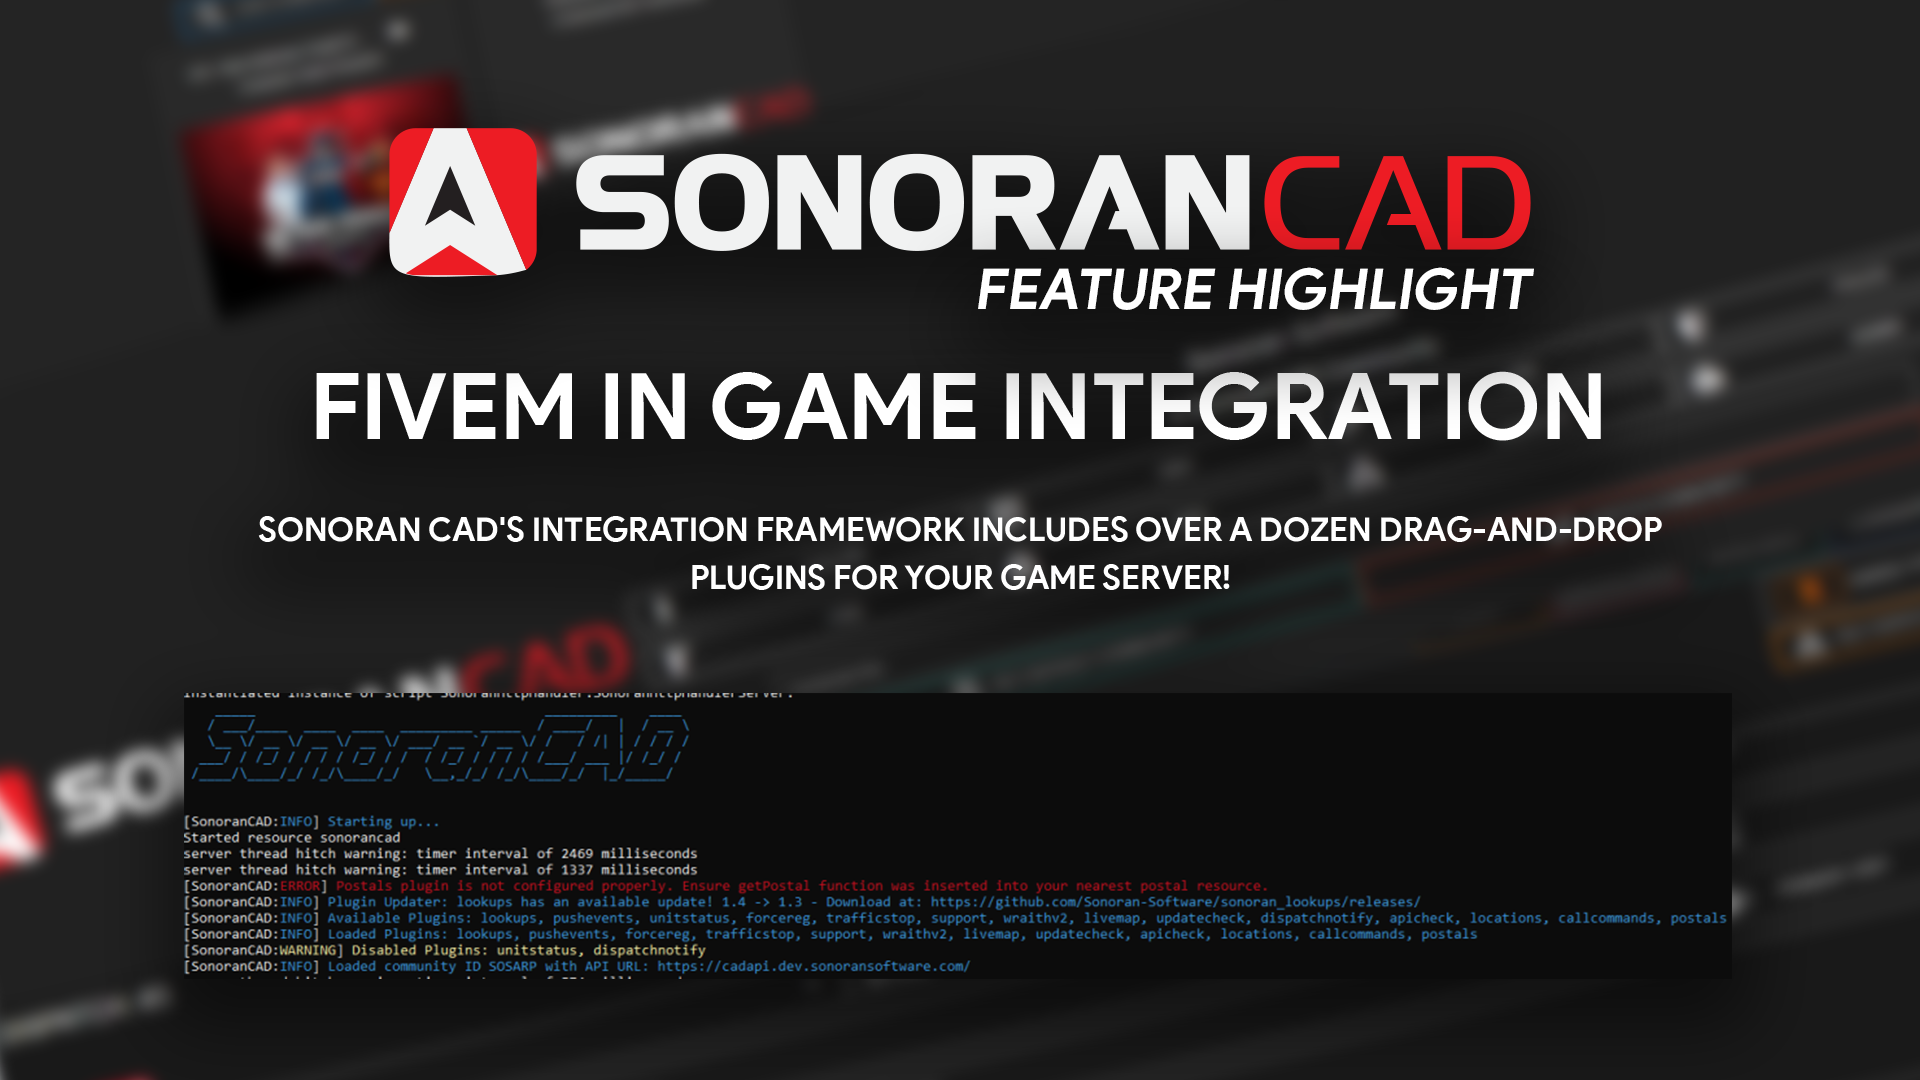 SONORANCAD
FEATURE HIGHLIGHT
FIVEM IN GAME INTEGRATION
SONORAN CAD'S INTEGRATION FRAMEWORK INCLUDES OVER A DOZEN DRAG-AND-DROP
PLUGINS FOR YOUR GAME SERVER!
instantiated instance of script SonoranHttpHandler.SonoranHttpHandlerServer.
SonoranCAD
[SonoranCAD:INFO] Starting up...
Started resource sonorancad
server thread hitch warning: timer interval of 2469 milliseconds
server thread hitch warning: timer interval of 1337 milliseconds
[SonoranCAD:ERROR] Postals plugin is not configured properly. Ensure getPostal function was inserted into your nearest postal resource.
[SonoranCAD:INFO] Plugin Updater: lookups has an available update! 1.4 -> 1.3 - Download at: https://github.com/Sonoran-Software/sonoran_lookups/releases/
[SonoranCAD:INFO] Available Plugins: lookups, pushevents, unitstatus, forcereg, trafficstop, support, wraithv2, livemap, updatecheck, dispatchnotify, apicheck, locations, callcommands, postals
[SonoranCAD:INFO] Loaded Plugins: lookups, pushevents, forcereg, trafficstop, support, wraithv2, livemap, updatecheck, apicheck, locations, callcommands, postals
[SonoranCAD:WARNING] Disabled Plugins: unitstatus, dispatchnotify
[SonoranCAD:INFO] Loaded community ID SOSARP with API URL: https://cadapi.dev.sonoransoftware.com/